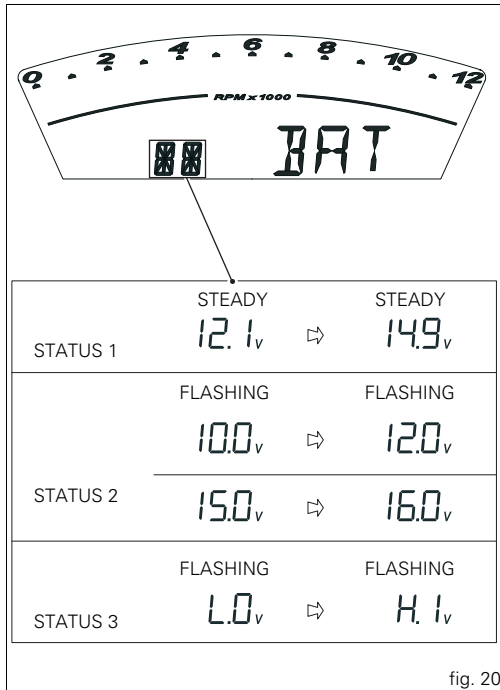 0 2 4 6 8 10 12
RPM x 1000
88 BAT
STEADY STEADY
12.1v ⇨ 14.9v
STATUS 1
FLASHING FLASHING
10.0v ⇨ 12.0v
STATUS 2
15.0v ⇨ 16.0v
FLASHING FLASHING
L.0v ⇨ H.1v
STATUS 3
fig. 20